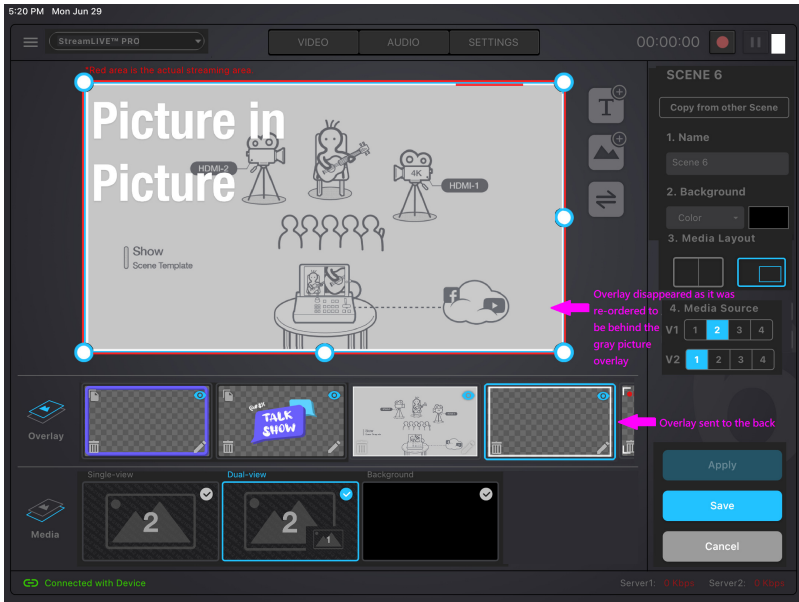 5:20 PM Mon Jun 29
StreamLIVE™ PRO
VIDEO
AUDIO
SETTINGS
00:00:00
*Red area is the actual streaming area.
Picture in
Picture
HDMI-2
4K
HDMI-1
Show
Scene Template
T
SCENE 6
Copy from other Scene
1. Name
Scene 6
2. Background
Color
3. Media Layout
Overlay disappeared as it was
re-ordered to
be behind the
gray picture
overlay
4. Media Source
V1 1 2 3 4
V2 1 2 3 4
Overlay
TALK
SHOW
Overlay sent to the back
Apply
Save
Cancel
Media
Single-view
Dual-view
Background
2
2
1
Connected with Device
Server1: 0 Kbps Server2: 0 Kbps